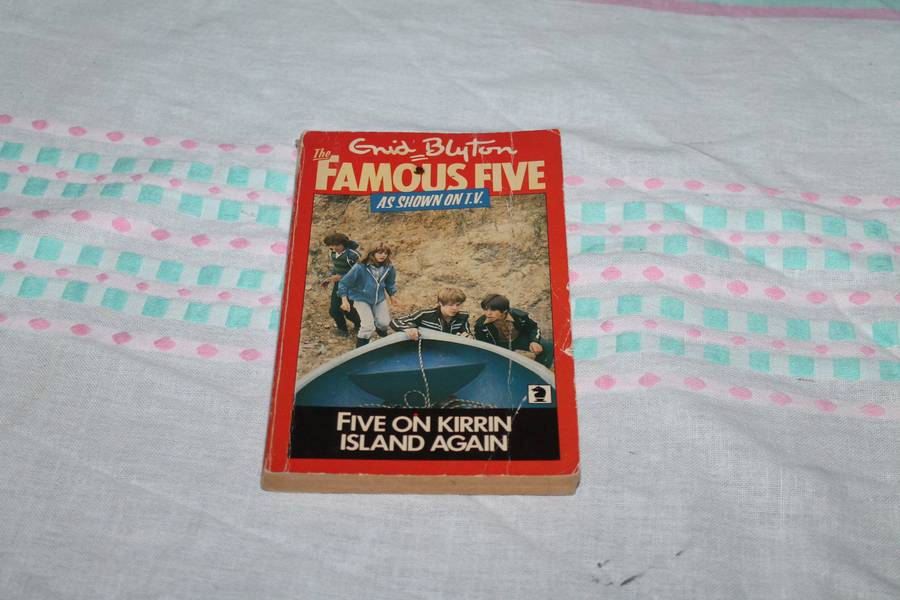 Enid Blyton
The
FAMOUS FIVE
AS SHOWN ON T.V.
FIVE ON KIRRIN
ISLAND AGAIN